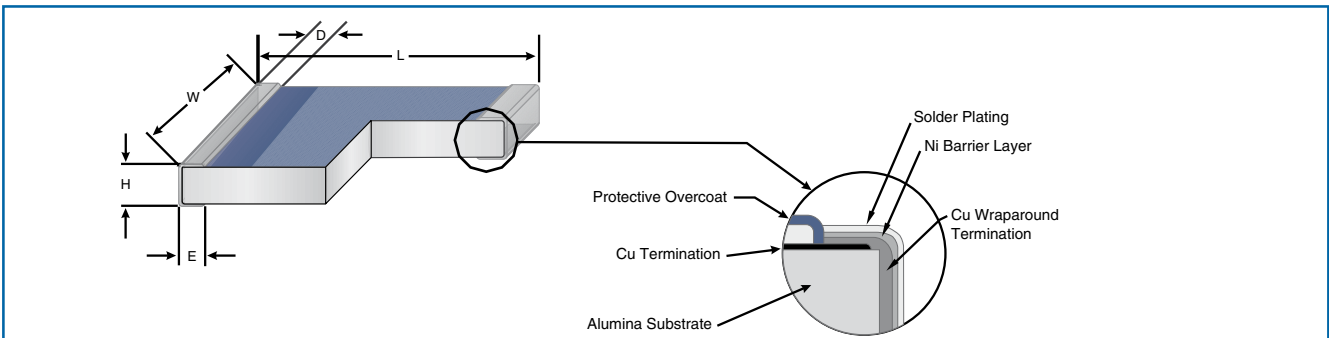 D
L
W
H
E
Solder Plating
Ni Barrier Layer
Protective Overcoat
Cu Wraparound
Termination
Cu Termination
Alumina Substrate